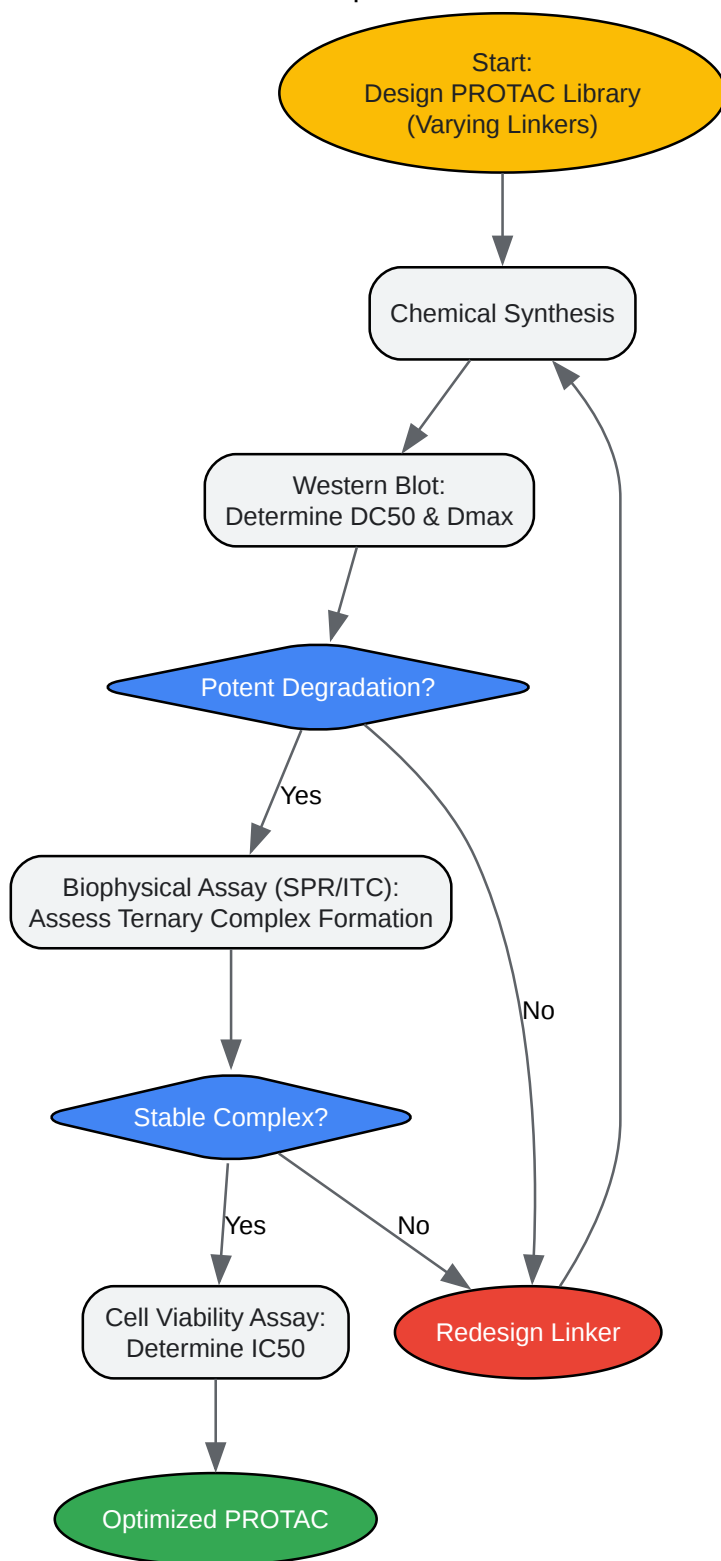 Start:
Design PROTAC Library
(Varying Linkers)
Chemical Synthesis
Western Blot:
Determine DC50 & Dmax
Potent Degradation?
Yes
Biophysical Assay (SPR/ITC):
Assess Ternary Complex Formation
No
Stable Complex?
Yes
No
Cell Viability Assay:
Determine IC50
Redesign Linker
Optimized PROTAC